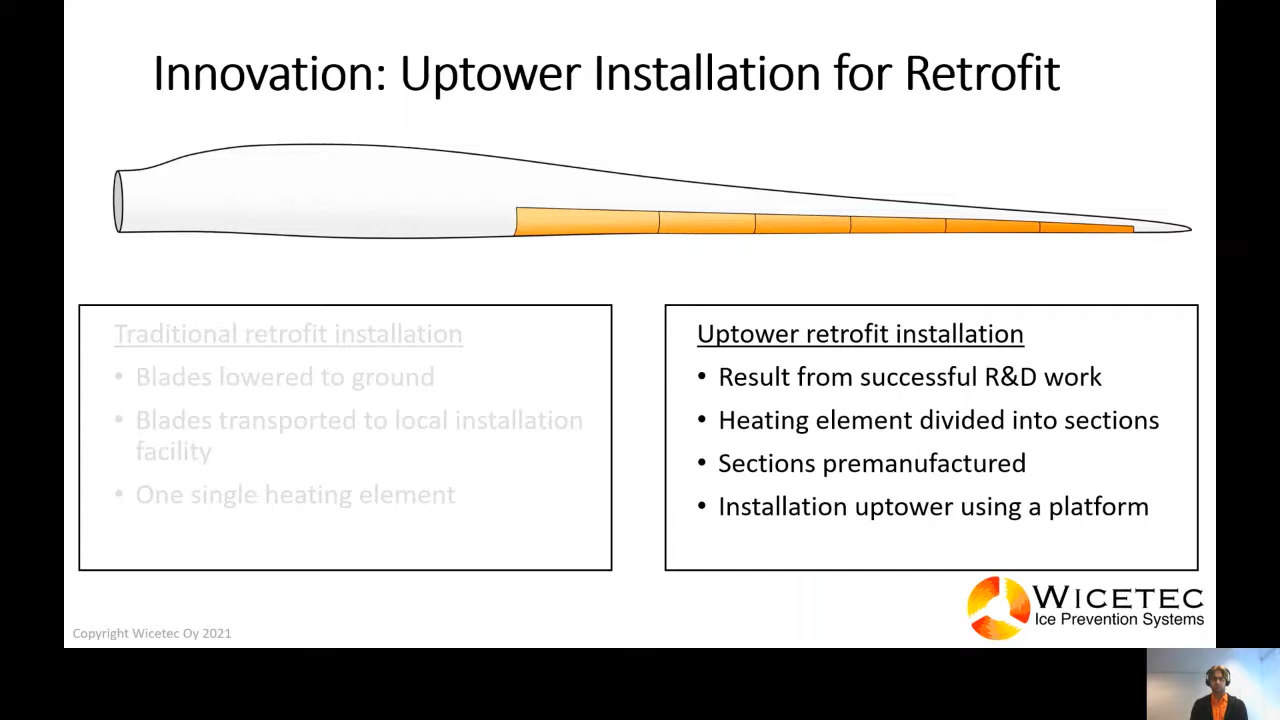 Innovation: Uptower Installation for Retrofit
Traditional retrofit installation
• Blades lowered to ground
• Blades transported to local installation
facility
• One single heating element
Uptower retrofit installation
• Result from successful R&D work
• Heating element divided into sections
• Sections premanufactured
• Installation uptower using a platform
WICETEC
Ice Prevention Systems
Copyright Wicetec Oy 2021